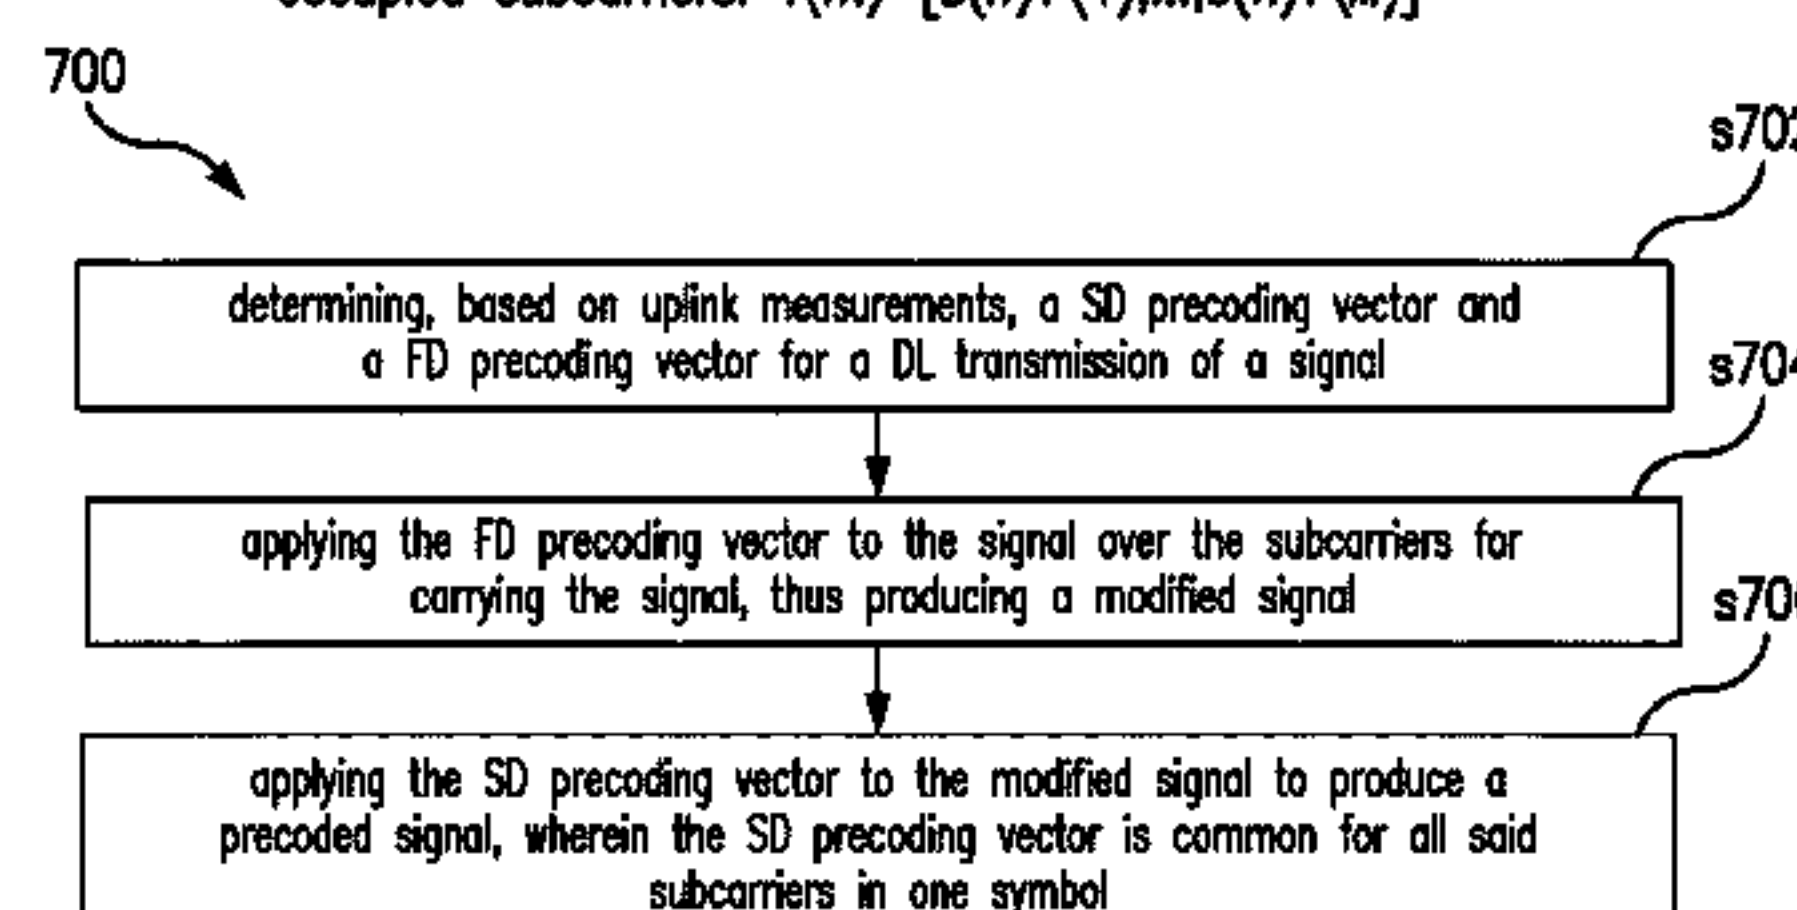 occupied subcarriers.
700
determining, based on uplink measurements, a SD precoding vector and
a FD precoding vector for a DL transmission of a signal
applying the FD precoding vector to the signal over the subcarriers for
carrying the signal, thus producing a modified signal
applying the SD precoding vector to the modified signal to produce a
precoded signal, wherein the SD precoding vector is common for all said
subcarriers in one symbol